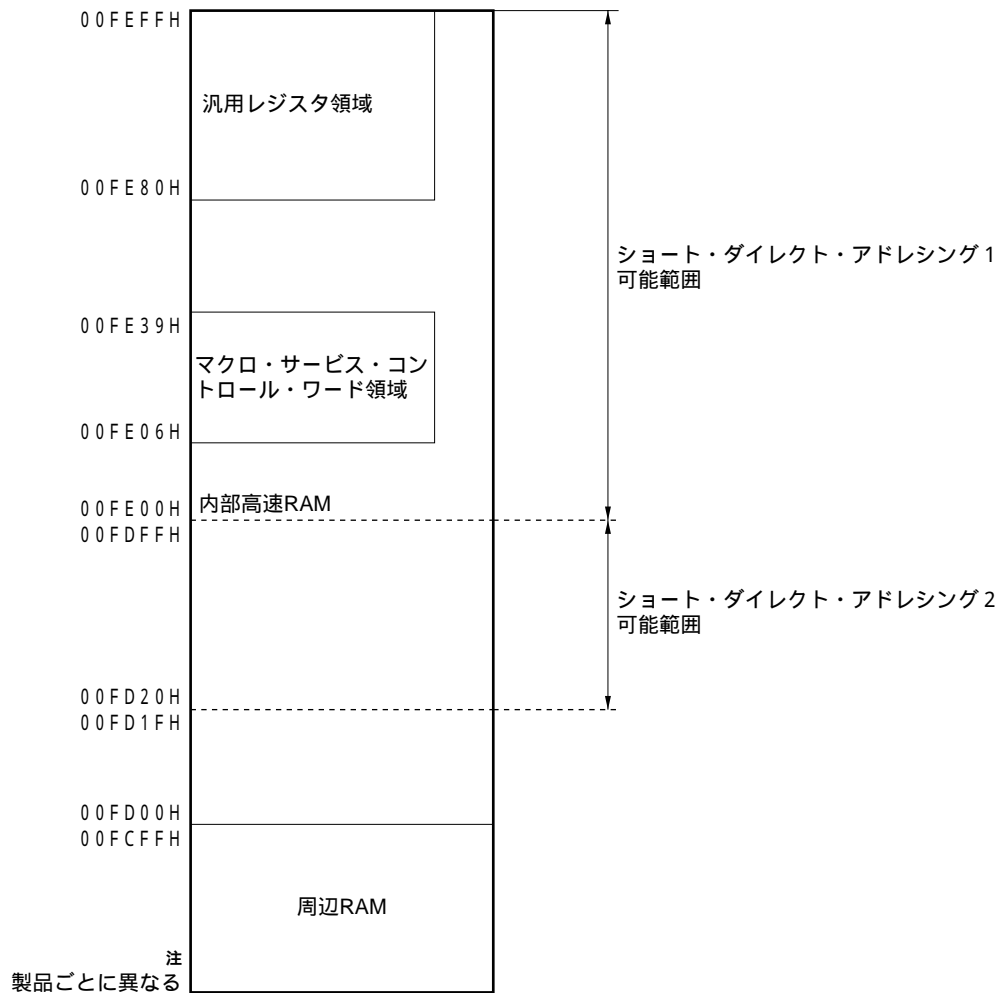 00FEFFH
汎用レジスタ領域
00FE80H
ショート・ダイレクト・アドレシング1
可能範囲
00FE39H
マクロ・サービス・コン
トロール・ワード領域
00FE06H
00FE00H
内部高速RAM
00FDFFH
ショート・ダイレクト・アドレシング2
可能範囲
00FD20H
00FD1FH
00FD00H
00FCFFH
周辺RAM
注
製品ごとに異なる